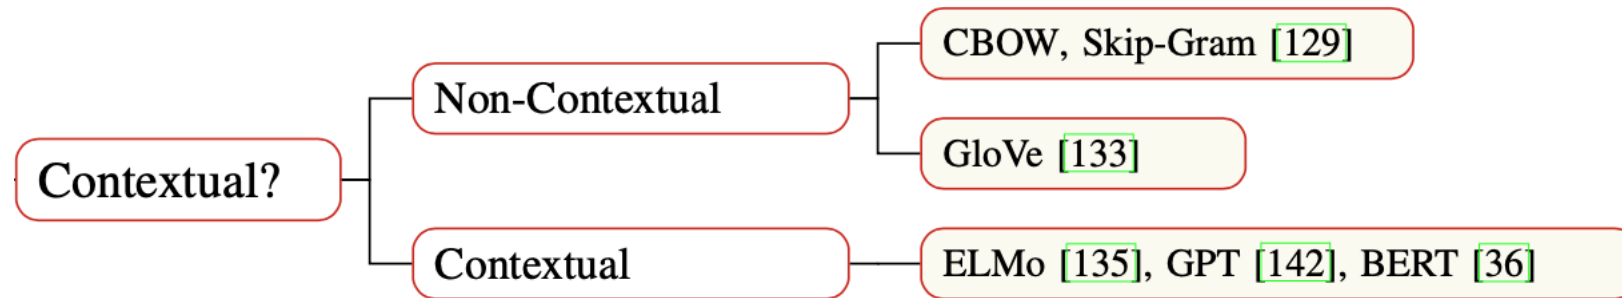 CBOW, Skip-Gram [129]
Non-Contextual
GloVe [133]
Contextual?
Contextual
ELMo [135], GPT [142], BERT [36]